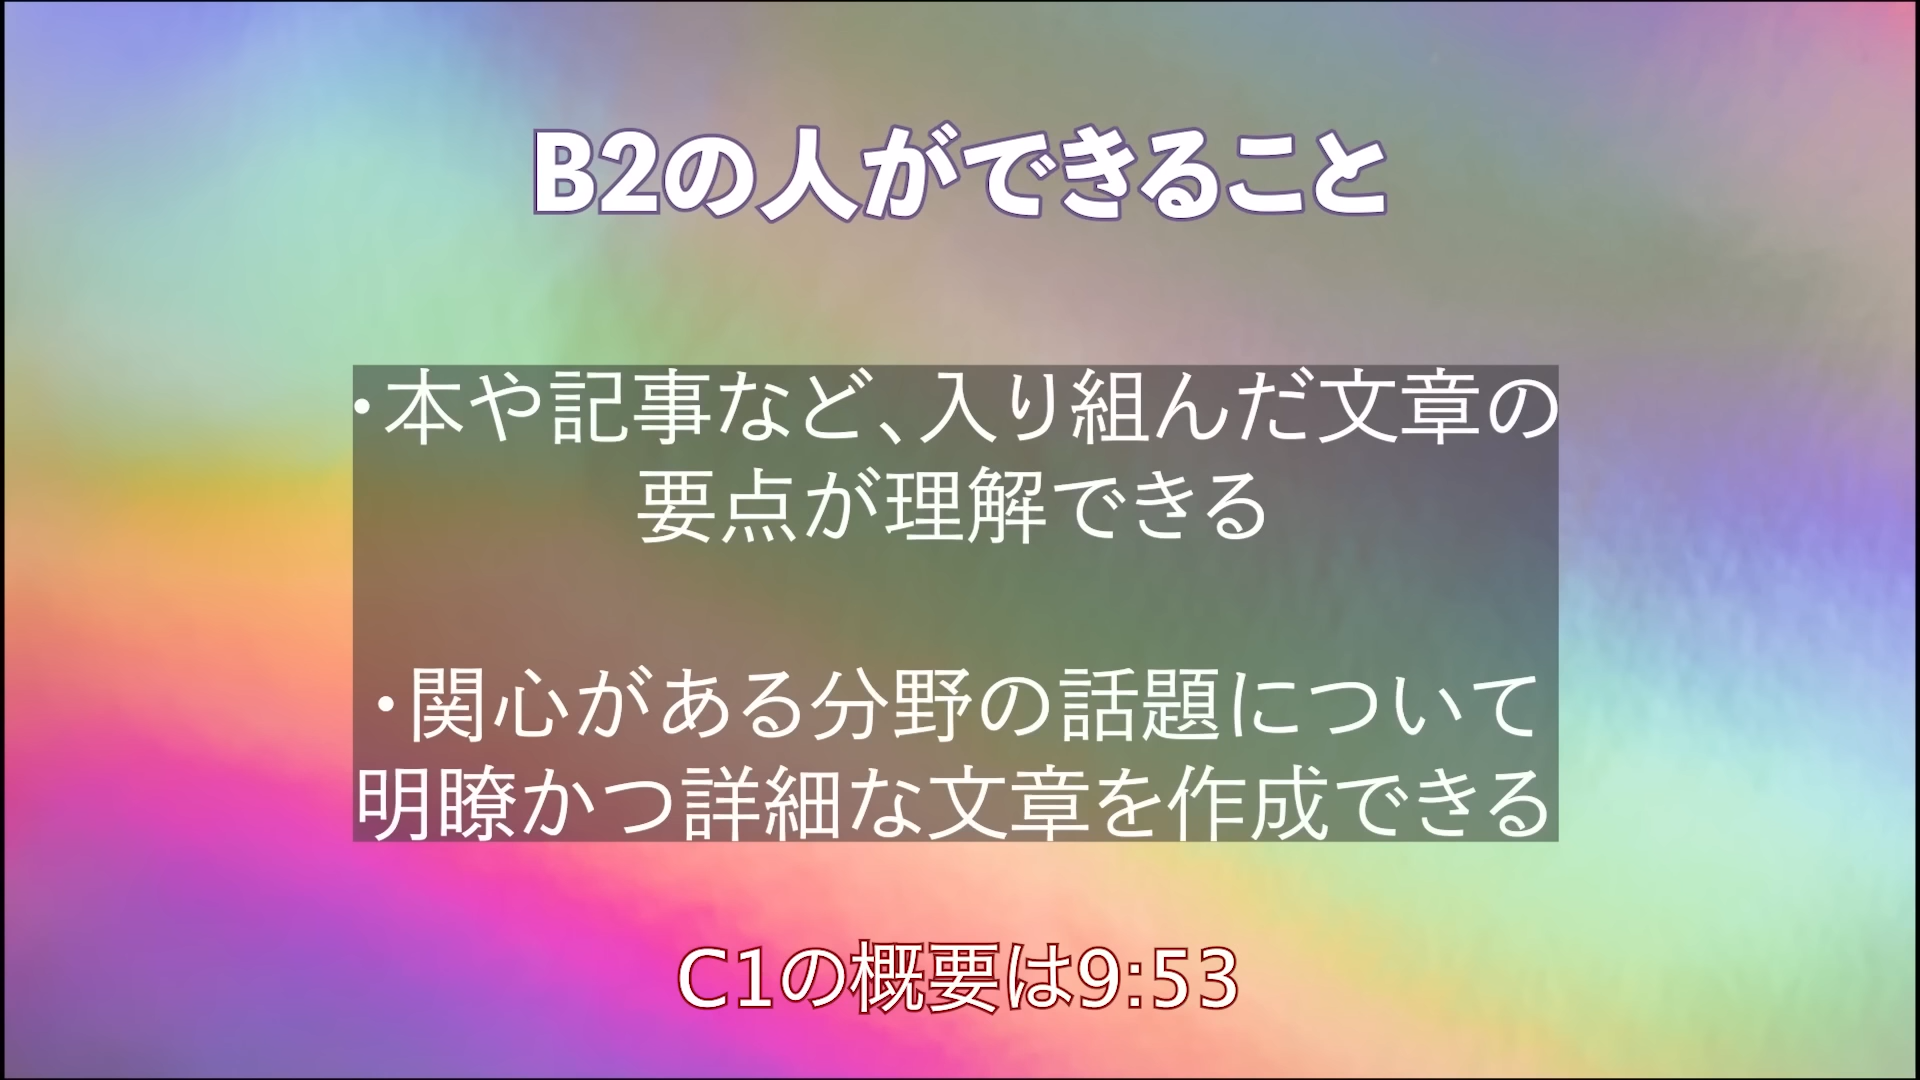 B2の人ができること
・本や記事など、入り組んだ文章の
要点が理解できる
・関心がある分野の話題について
明瞭かつ詳細な文章を作成できる
C1の概要は9:53